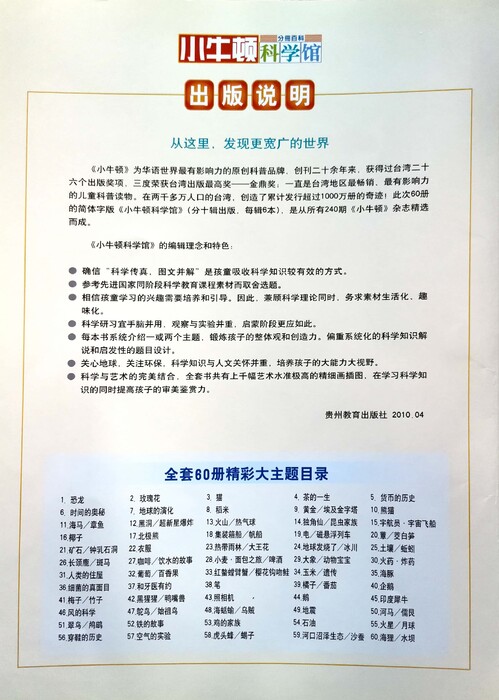 小牛顿 分辑百科 科学馆
出版说明
从这里，发现更宽广的世界
《小牛顿》为华语世界最有影响力的原创科普品牌，创刊二十余年来，获得过台湾二十
六个出版奖项，三度荣获台湾出版最高奖——金鼎奖；一直是台湾地区最畅销、最有影响力
的儿童科普读物。在两千多万人口的台湾，创造了累计发行超过1000万册的奇迹！此次60册
的简体字版《小牛顿科学馆》（分十辑出版，每辑6本），是从所有240期《小牛顿》杂志精选
而成。
《小牛顿科学馆》的编辑理念和特色：
● 确信“科学传真，图文并解”是孩童吸收科学知识较有效的方式。
● 参考先进国家同阶段科学教育课程素材而取舍选题。
● 相信孩童学习的兴趣需要培养和引导。因此，兼顾科学理论同时，务求素材生活化、趣
味化。
● 科学研习宜手脑并用，观察与实验并重，启蒙阶段更应如此。
● 每本书系统介绍一或两个主题，锻炼孩子的整体观和创造力。偏重系统化的科学知识解
说和启发性的题目设计。
● 关心地球，关注环保，科学知识与人文关怀并重，培养孩子的大能力大视野。
● 科学与艺术的完美结合，全套书共有上千幅艺术水准极高的精细画插图，在学习科学知
识的同时提高孩子的审美鉴赏力。
贵州教育出版社 2010.04
全套60册精彩大主题目录
1. 恐龙 2. 玫瑰花 3. 猫 4. 茶的一生 5. 货币的历史
6. 时间的奥秘 7. 地球的演化 8. 稻米 9. 黄金／埃及金字塔 10. 熊猫
11. 海马／章鱼 12. 黑洞／超新星爆炸 13. 火山／热气球 14. 独角仙／昆虫家族 15. 宇航员·宇宙飞船
16. 椰子 17. 北极熊 18. 集装箱船／帆船 19. 电／磁悬浮列车 20. 蕈／茭白笋
21. 矿石／钟乳石洞 22. 衣服 23. 热带雨林／大王花 24. 地球发烧了／冰川 25. 土壤／蚯蚓
26. 长颈鹿／斑马 27. 咖啡／饮水的故事 28. 小麦·面包之旅／啤酒 29. 大象／动物宝宝 30. 火药·炸药
31. 人类的住屋 32. 葡萄／百香果 33. 红鳌螳臂蟹／樱花钩吻鲑 34. 玉米／遗传 35. 海豚
36. 细菌的真面目 37. 和牙医有约 38. 笔 39. 橘子／番茄 40. 企鹅
41. 梅子／竹子 42. 黑猩猩／鸭嘴兽 43. 照相机 44. 鹅 45. 印度犀牛
46. 风的科学 47. 鸵鸟／始祖鸟 48. 海蛞蝓／乌贼 49. 地震 50. 河马／儒艮
51. 翠鸟／鸬鹚 52. 铁的故事 53. 鸡的家族 54. 石油 55. 火星／月球
56. 穿鞋的历史 57. 空气的实验 58. 虎头蜂／蝎子 59. 河口沼泽生态／沙蚕 60. 海狸／水坝